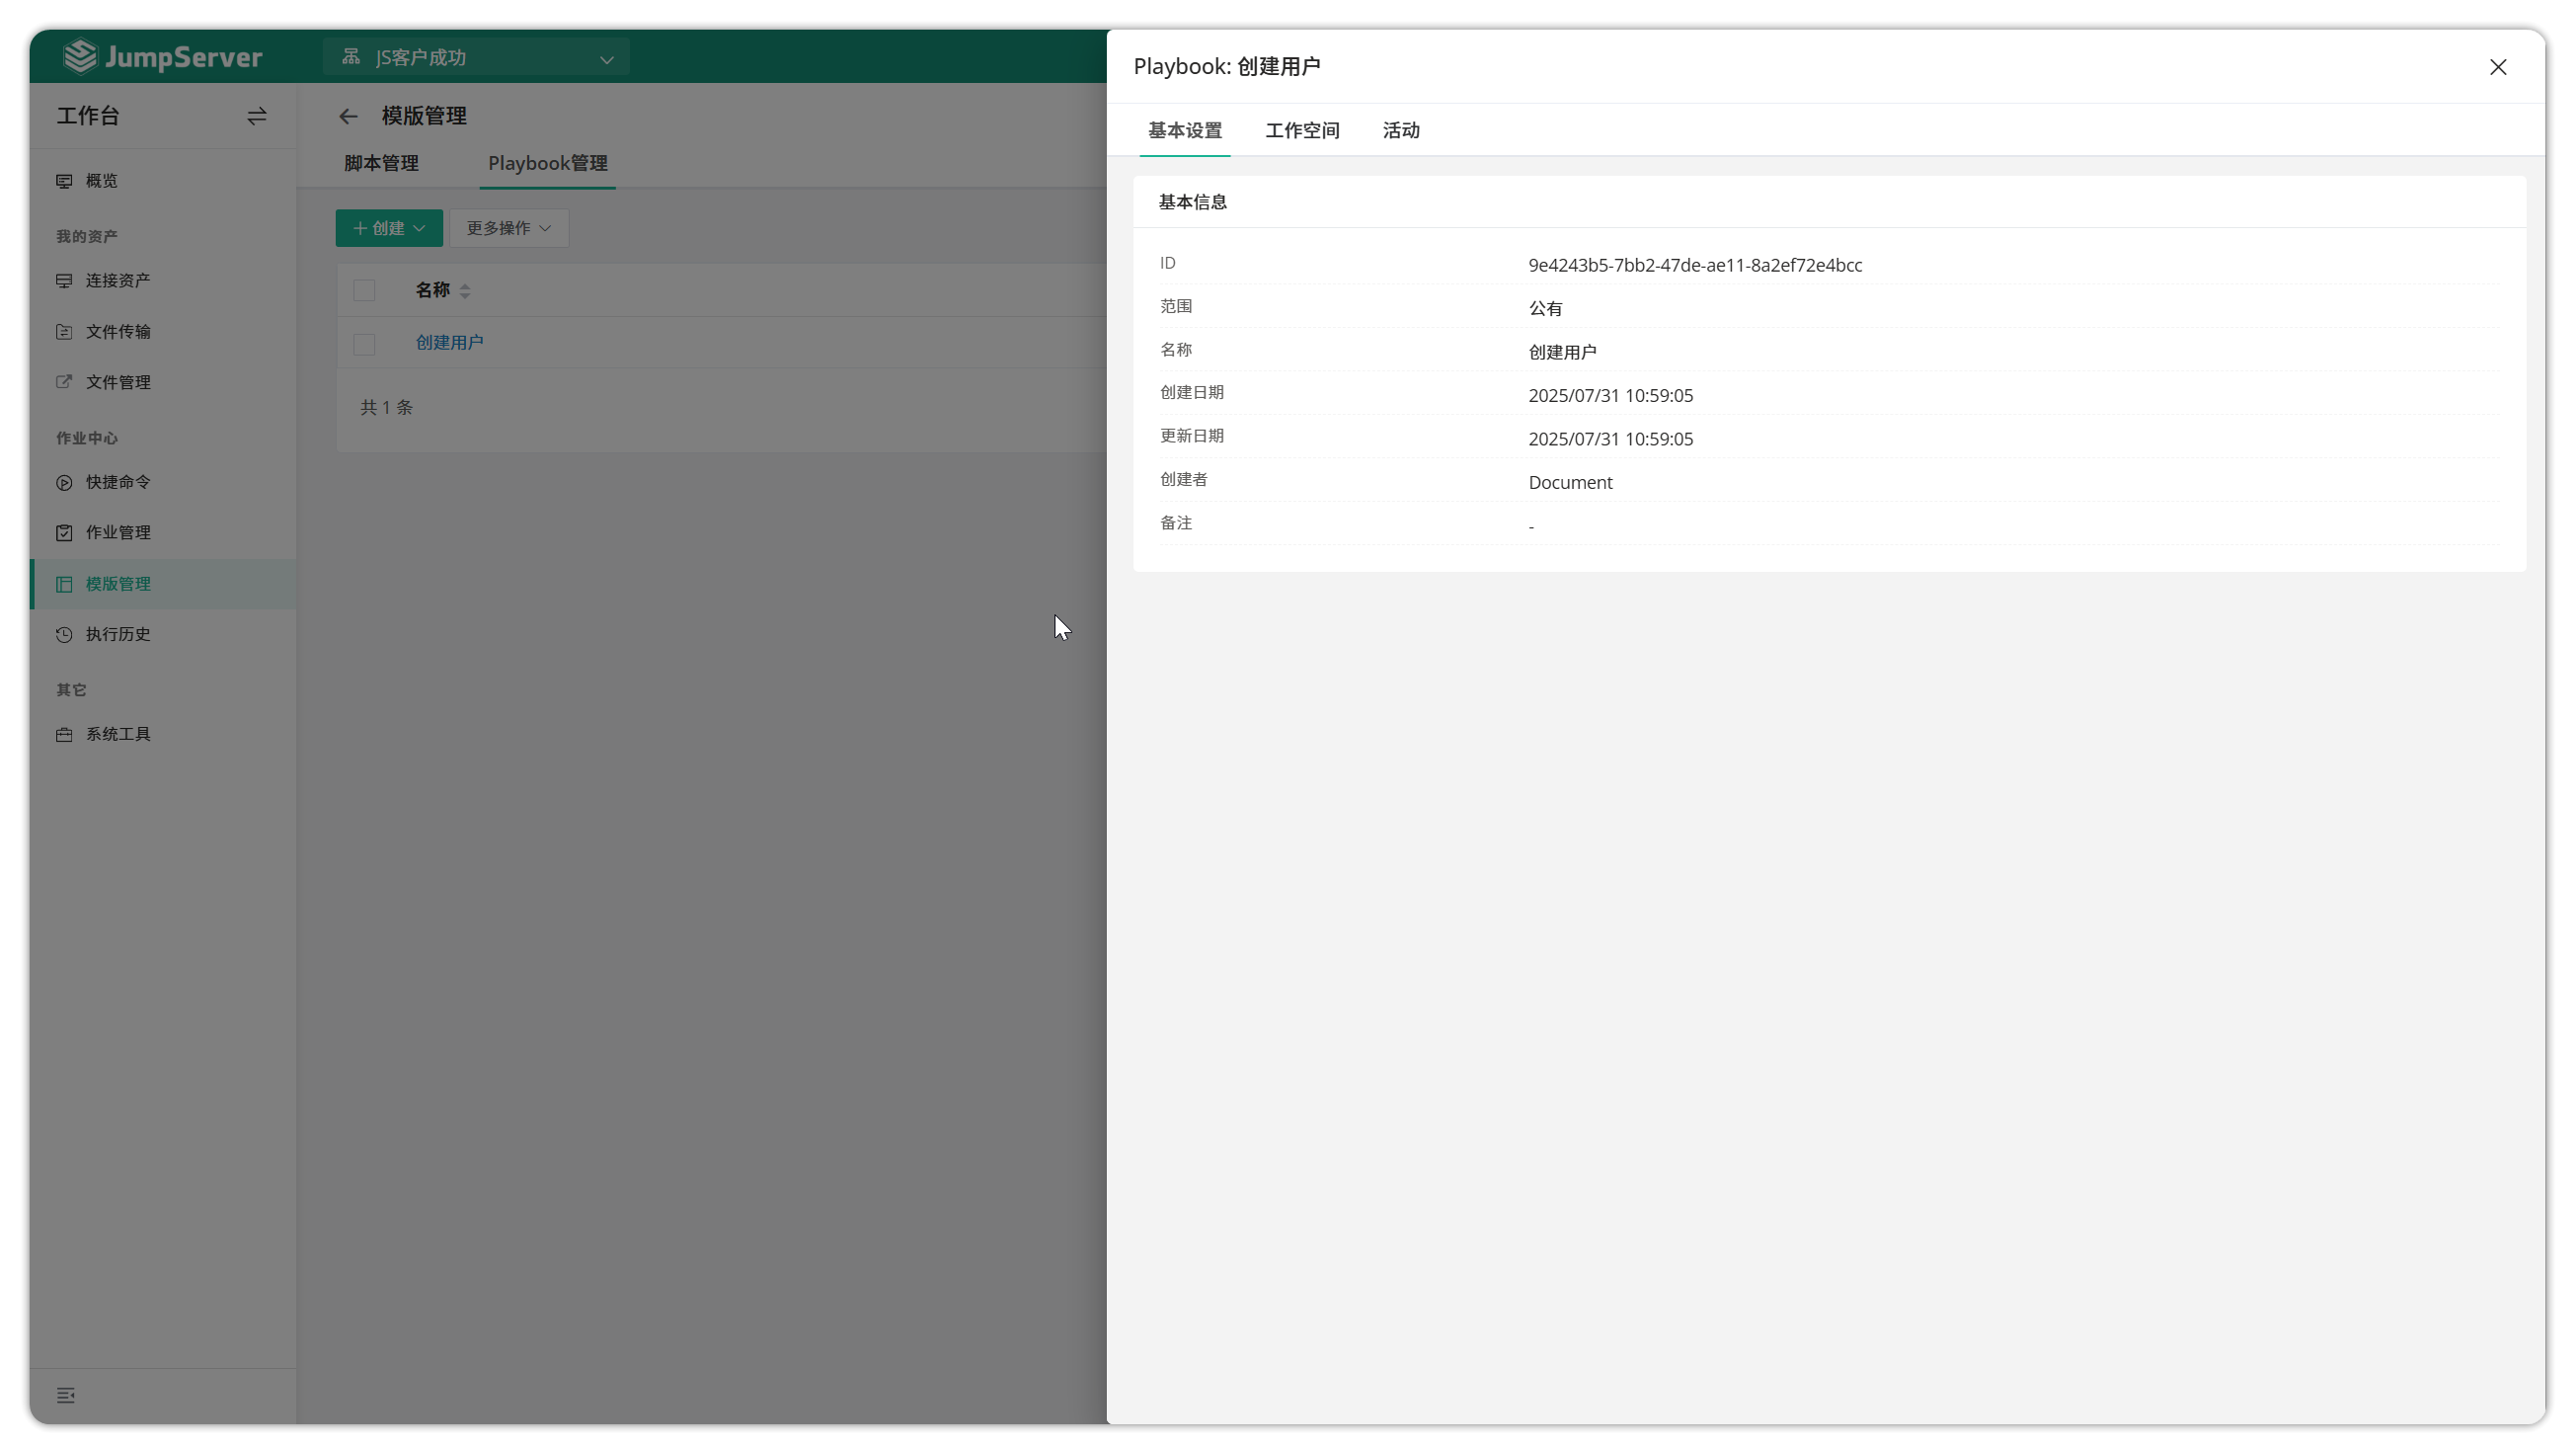 JumpServer
JS客户成功
工作台
概览
我的资产
连接资产
文件传输
文件管理
作业中心
快捷命令
作业管理
模版管理
执行历史
其它
系统工具
模版管理
脚本管理
Playbook管理
创建
更多操作
名称
创建用户
共 1 条
Playbook: 创建用户
基本设置
工作空间
活动
基本信息
ID 9e4243b5-7bb2-47de-ae11-8a2ef72e4bcc
范围 公有
名称 创建用户
创建日期 2025/07/31 10:59:05
更新日期 2025/07/31 10:59:05
创建者 Document
备注 -